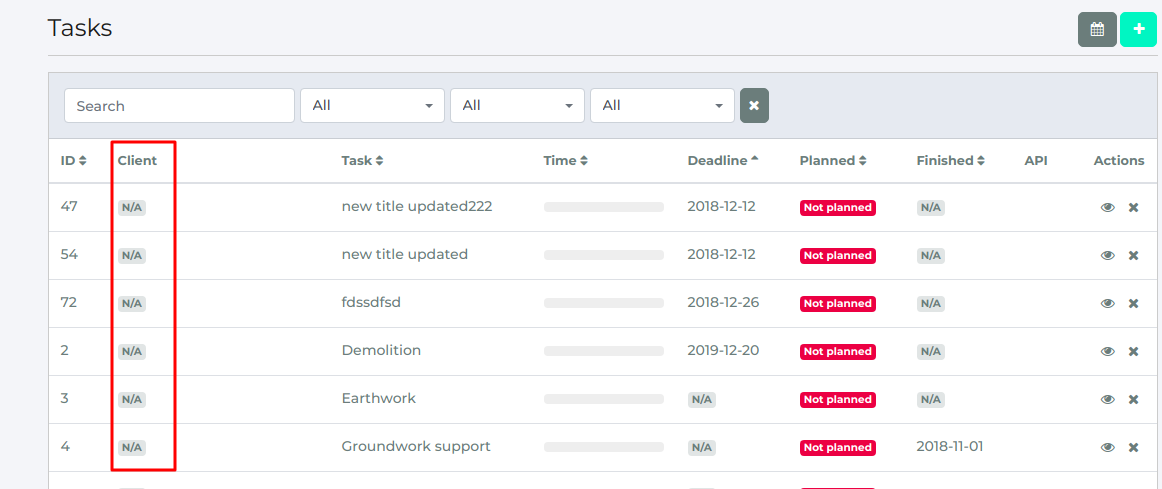 Tasks
Search All All All
ID Client Task Time Deadline Planned Finished API Actions
47 N/A new title updated222 2018-12-12 Not planned N/A
54 N/A new title updated 2018-12-12 Not planned N/A
72 N/A fdssdfsd 2018-12-26 Not planned N/A
2 N/A Demolition 2019-12-20 Not planned N/A
3 N/A Earthwork N/A Not planned N/A
4 N/A Groundwork support N/A Not planned 2018-11-01